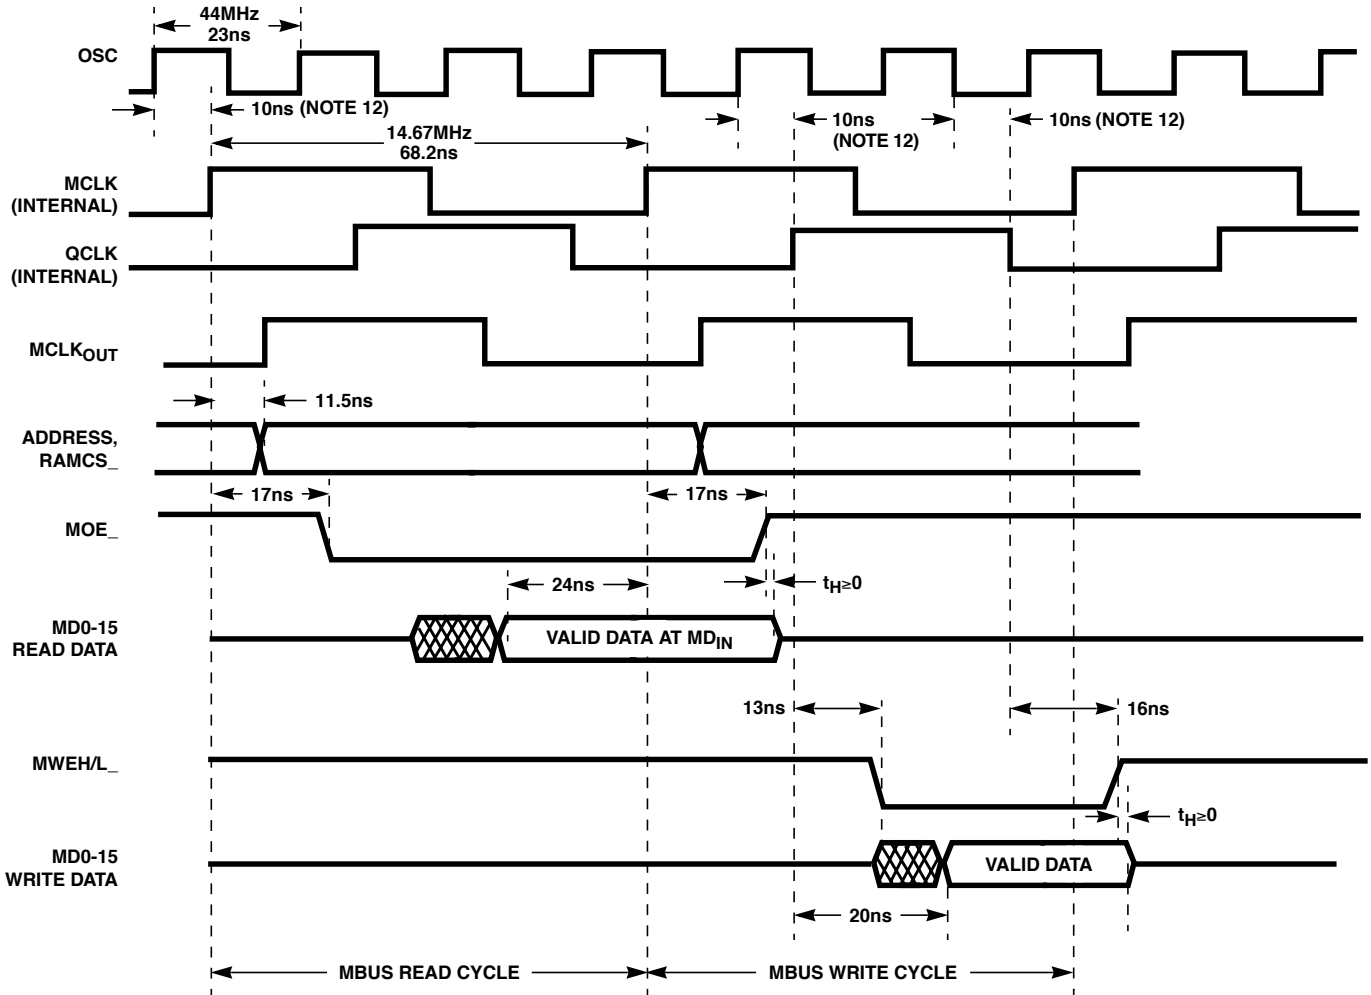 44MHz
23ns
OSC
10ns (NOTE 12)
10ns
(NOTE 12)
10ns (NOTE 12)
14.67MHz
68.2ns
MCLK
(INTERNAL)
QCLK
(INTERNAL)
MCLKOUT
11.5ns
ADDRESS,
RAMCS_
17ns
17ns
MOE_
24ns
tH≥0
MD0-15
READ DATA
VALID DATA AT MDIN
13ns
16ns
MWEH/L_
tH≥0
MD0-15
WRITE DATA
VALID DATA
20ns
MBUS READ CYCLE
MBUS WRITE CYCLE